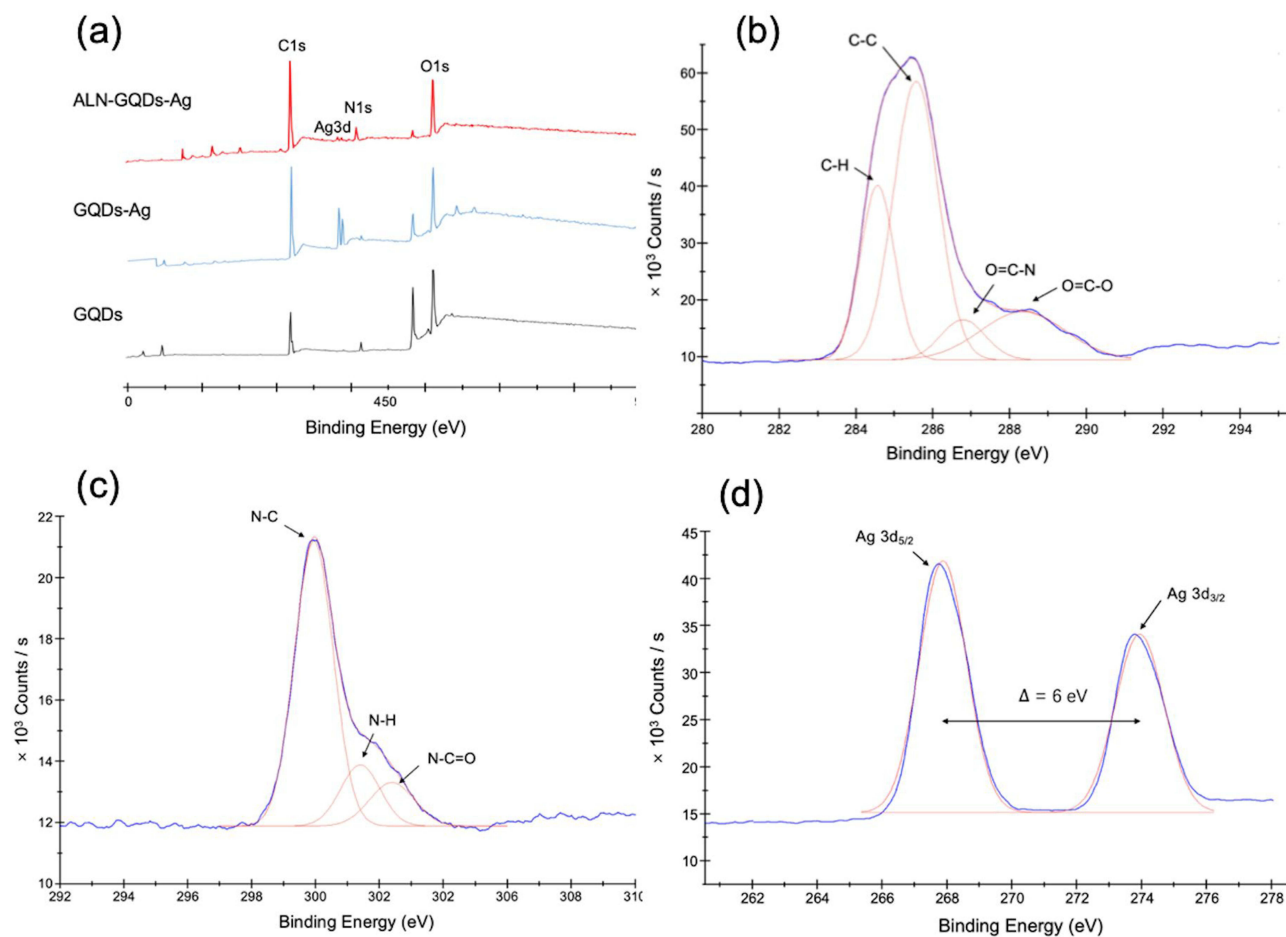 (a)
C1s
O1s
ALN-GQDs-Ag
N1s
Ag3d
GQDs-Ag
GQDs
0
450
Binding Energy (eV)
(b)
C-C
C-H
O=C-N
O=C-O
60
50
40
30
20
10
× 10³ Counts / s
280 282 284 286 288 290 292 294
Binding Energy (eV)
(c)
N-C
N-H
N-C=O
22
20
18
16
14
12
10
× 10³ Counts / s
292 294 296 298 300 302 304 302 308 310
Binding Energy (eV)
(d)
Ag 3d5/2
Ag 3d3/2
Δ = 6 eV
45
40
35
30
25
20
15
10
× 10³ Counts / s
266 268 270 272 274 276 278
Binding Energy (eV)